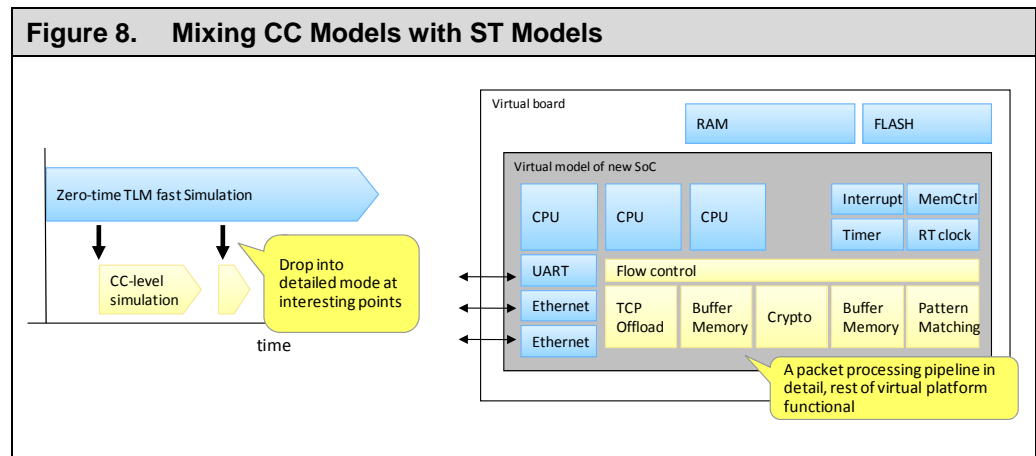 Figure 8. Mixing CC Models with ST Models
Zero-time TLM fast Simulation
CC-level
simulation
Drop into
detailed mode at
interesting points
time
Virtual board
RAM
FLASH
Virtual model of new SoC
CPU
CPU
CPU
Interrupt
MemCtrl
Timer
RT clock
UART
Ethernet
Ethernet
Flow control
TCP
Offload
Buffer
Memory
Crypto
Buffer
Memory
Pattern
Matching
A packet processing pipeline in
detail, rest of virtual platform
functional